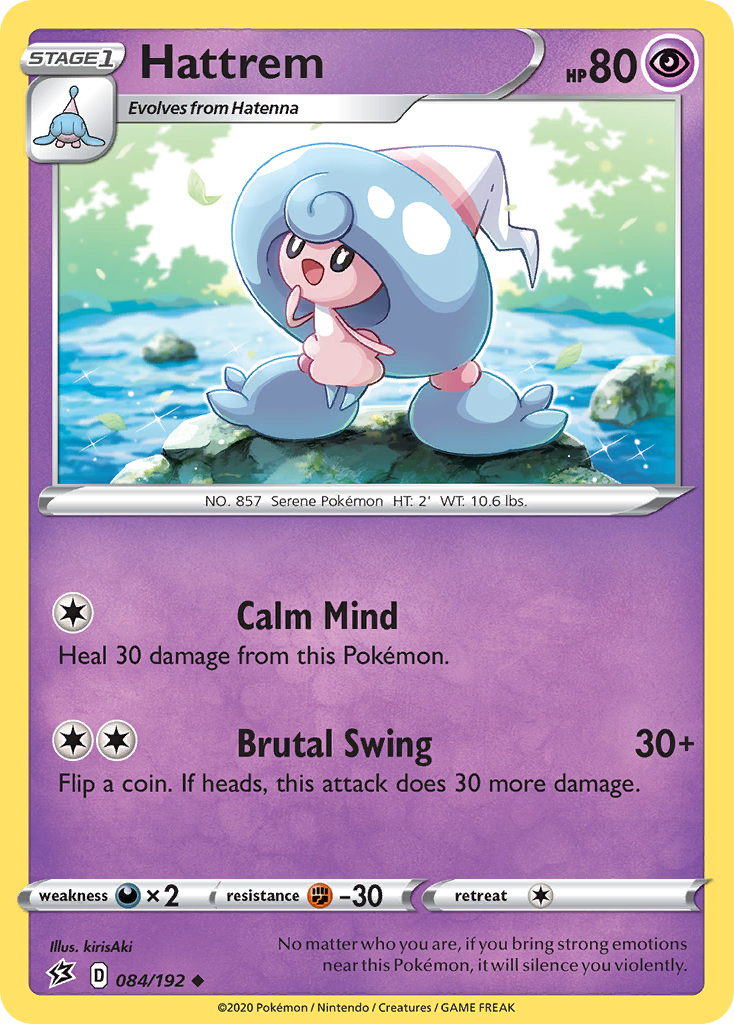 STAGE1
Hattrem
HP80
Evolves from Hatenna
NO. 857 Serene Pokémon HT: 2' WT: 10.6 lbs.
Calm Mind
Heal 30 damage from this Pokémon.
Brutal Swing 30+
Flip a coin. If heads, this attack does 30 more damage.
weakness ×2 resistance -30 retreat
Illus. kirisAki
No matter who you are, if you bring strong emotions
near this Pokémon, it will silence you violently.
D 084/192
©2020 Pokémon / Nintendo / Creatures / GAME FREAK